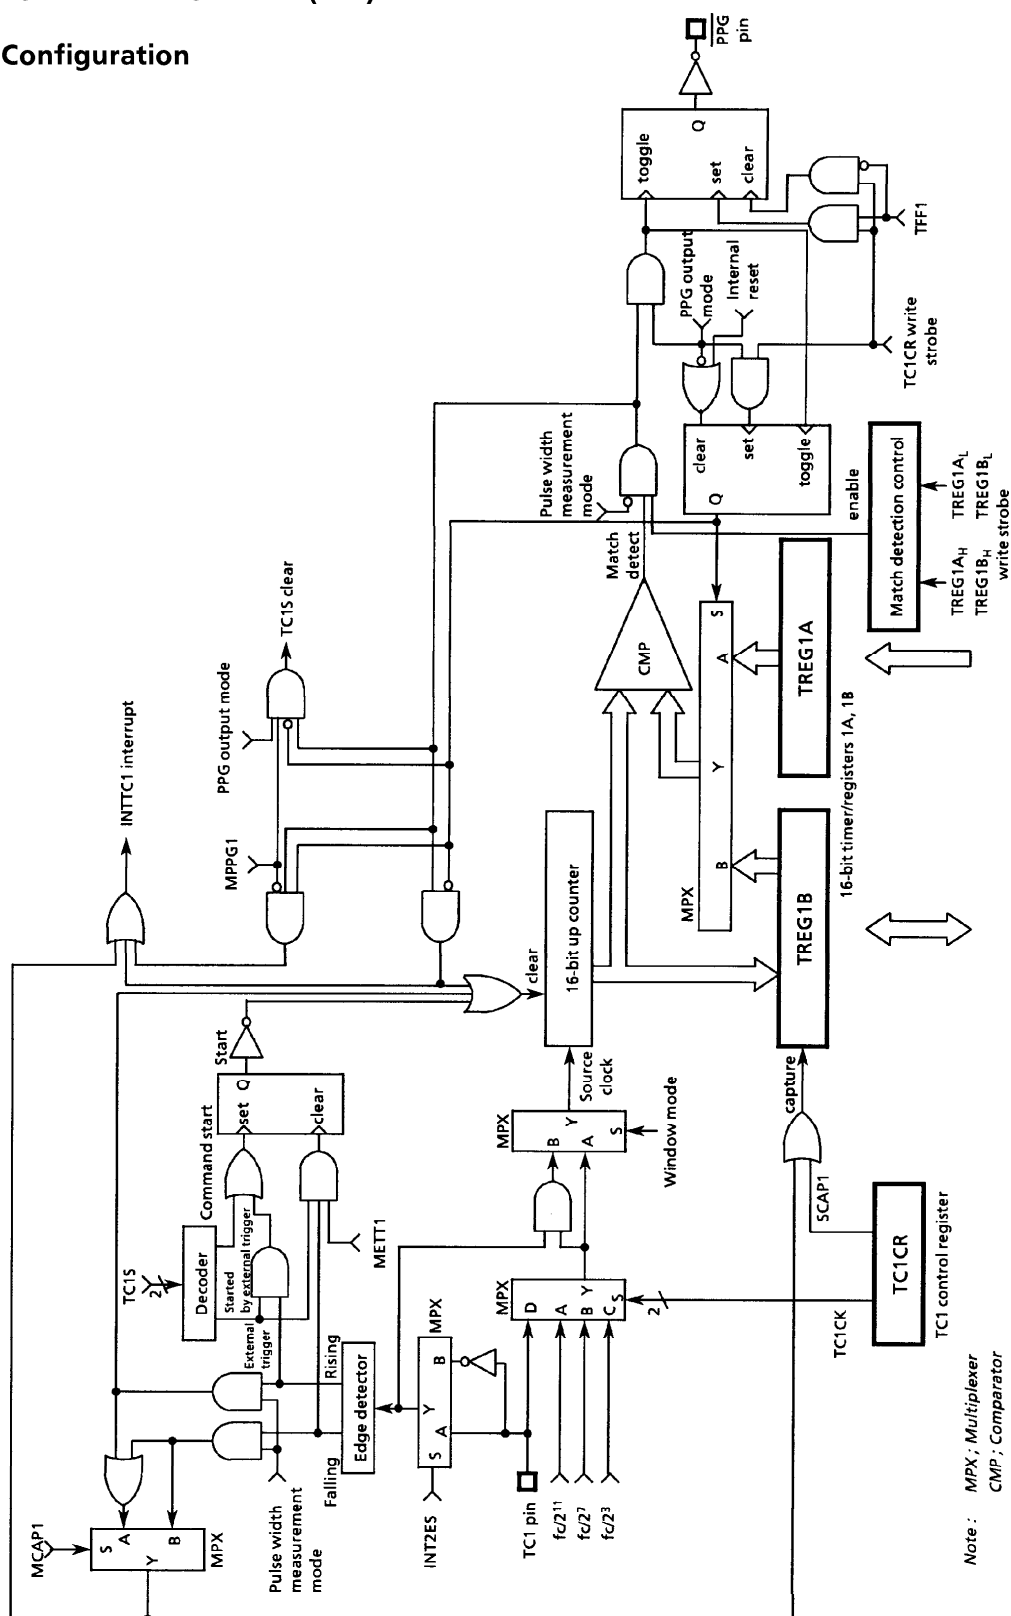 Configuration
PPG
pin
Q
toggle
set
clear
TFF1
PPG output
mode
Internal
reset
TC1CR write
strobe
Pulse width
measurement
mode
clear
set
toggle
Q
enable
Match detection control
TREG1AH
TREG1AL
TREG1BH
TREG1BL
write strobe
Match
detect
CMP
S
A
Y
B
MPX
TREG1A
TREG1B
16-bit timer/registers 1A, 1B
TC1S clear
PPG output mode
INTTC1 interrupt
MPPG1
clear
16-bit up counter
Source
clock
MPX
B
Y
A
S
Window mode
capture
SCAP1
TC1CR
TC1 control register
TC1CK
Start
set
Q
clear
Command start
TC1S
2
Decoder
Started
by external trigger
External
trigger
METT1
MPX
D
A
B
Y
C
S
2
MPX
B
Y
A
S
Rising
Edge detector
Falling
INT2ES
TC1 pin
fc/2¹¹
fc/2⁷
fc/2³
Pulse width
measurement
mode
MCAP1
S
A
Y
B
MPX
Note : MPX ; Multiplexer
CMP ; Comparator